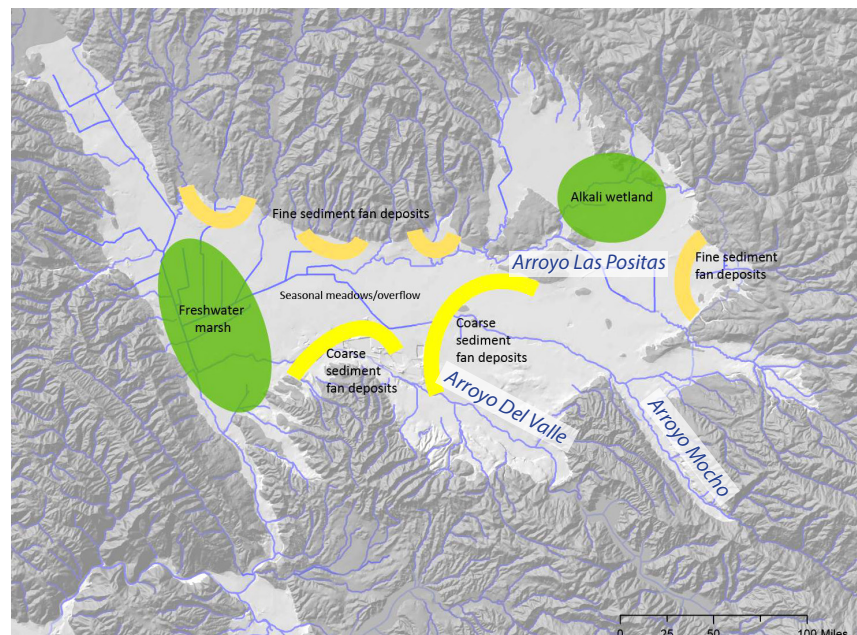 Alkali wetland
Fine sediment fan deposits
Arroyo Las Positas
Fine sediment
fan deposits
Seasonal meadows/overflow
Freshwater
marsh
Coarse
sediment
fan deposits
Coarse
sediment
fan deposits
Arroyo Del Valle
Arroyo Mocho
0 25 50 100 Miles